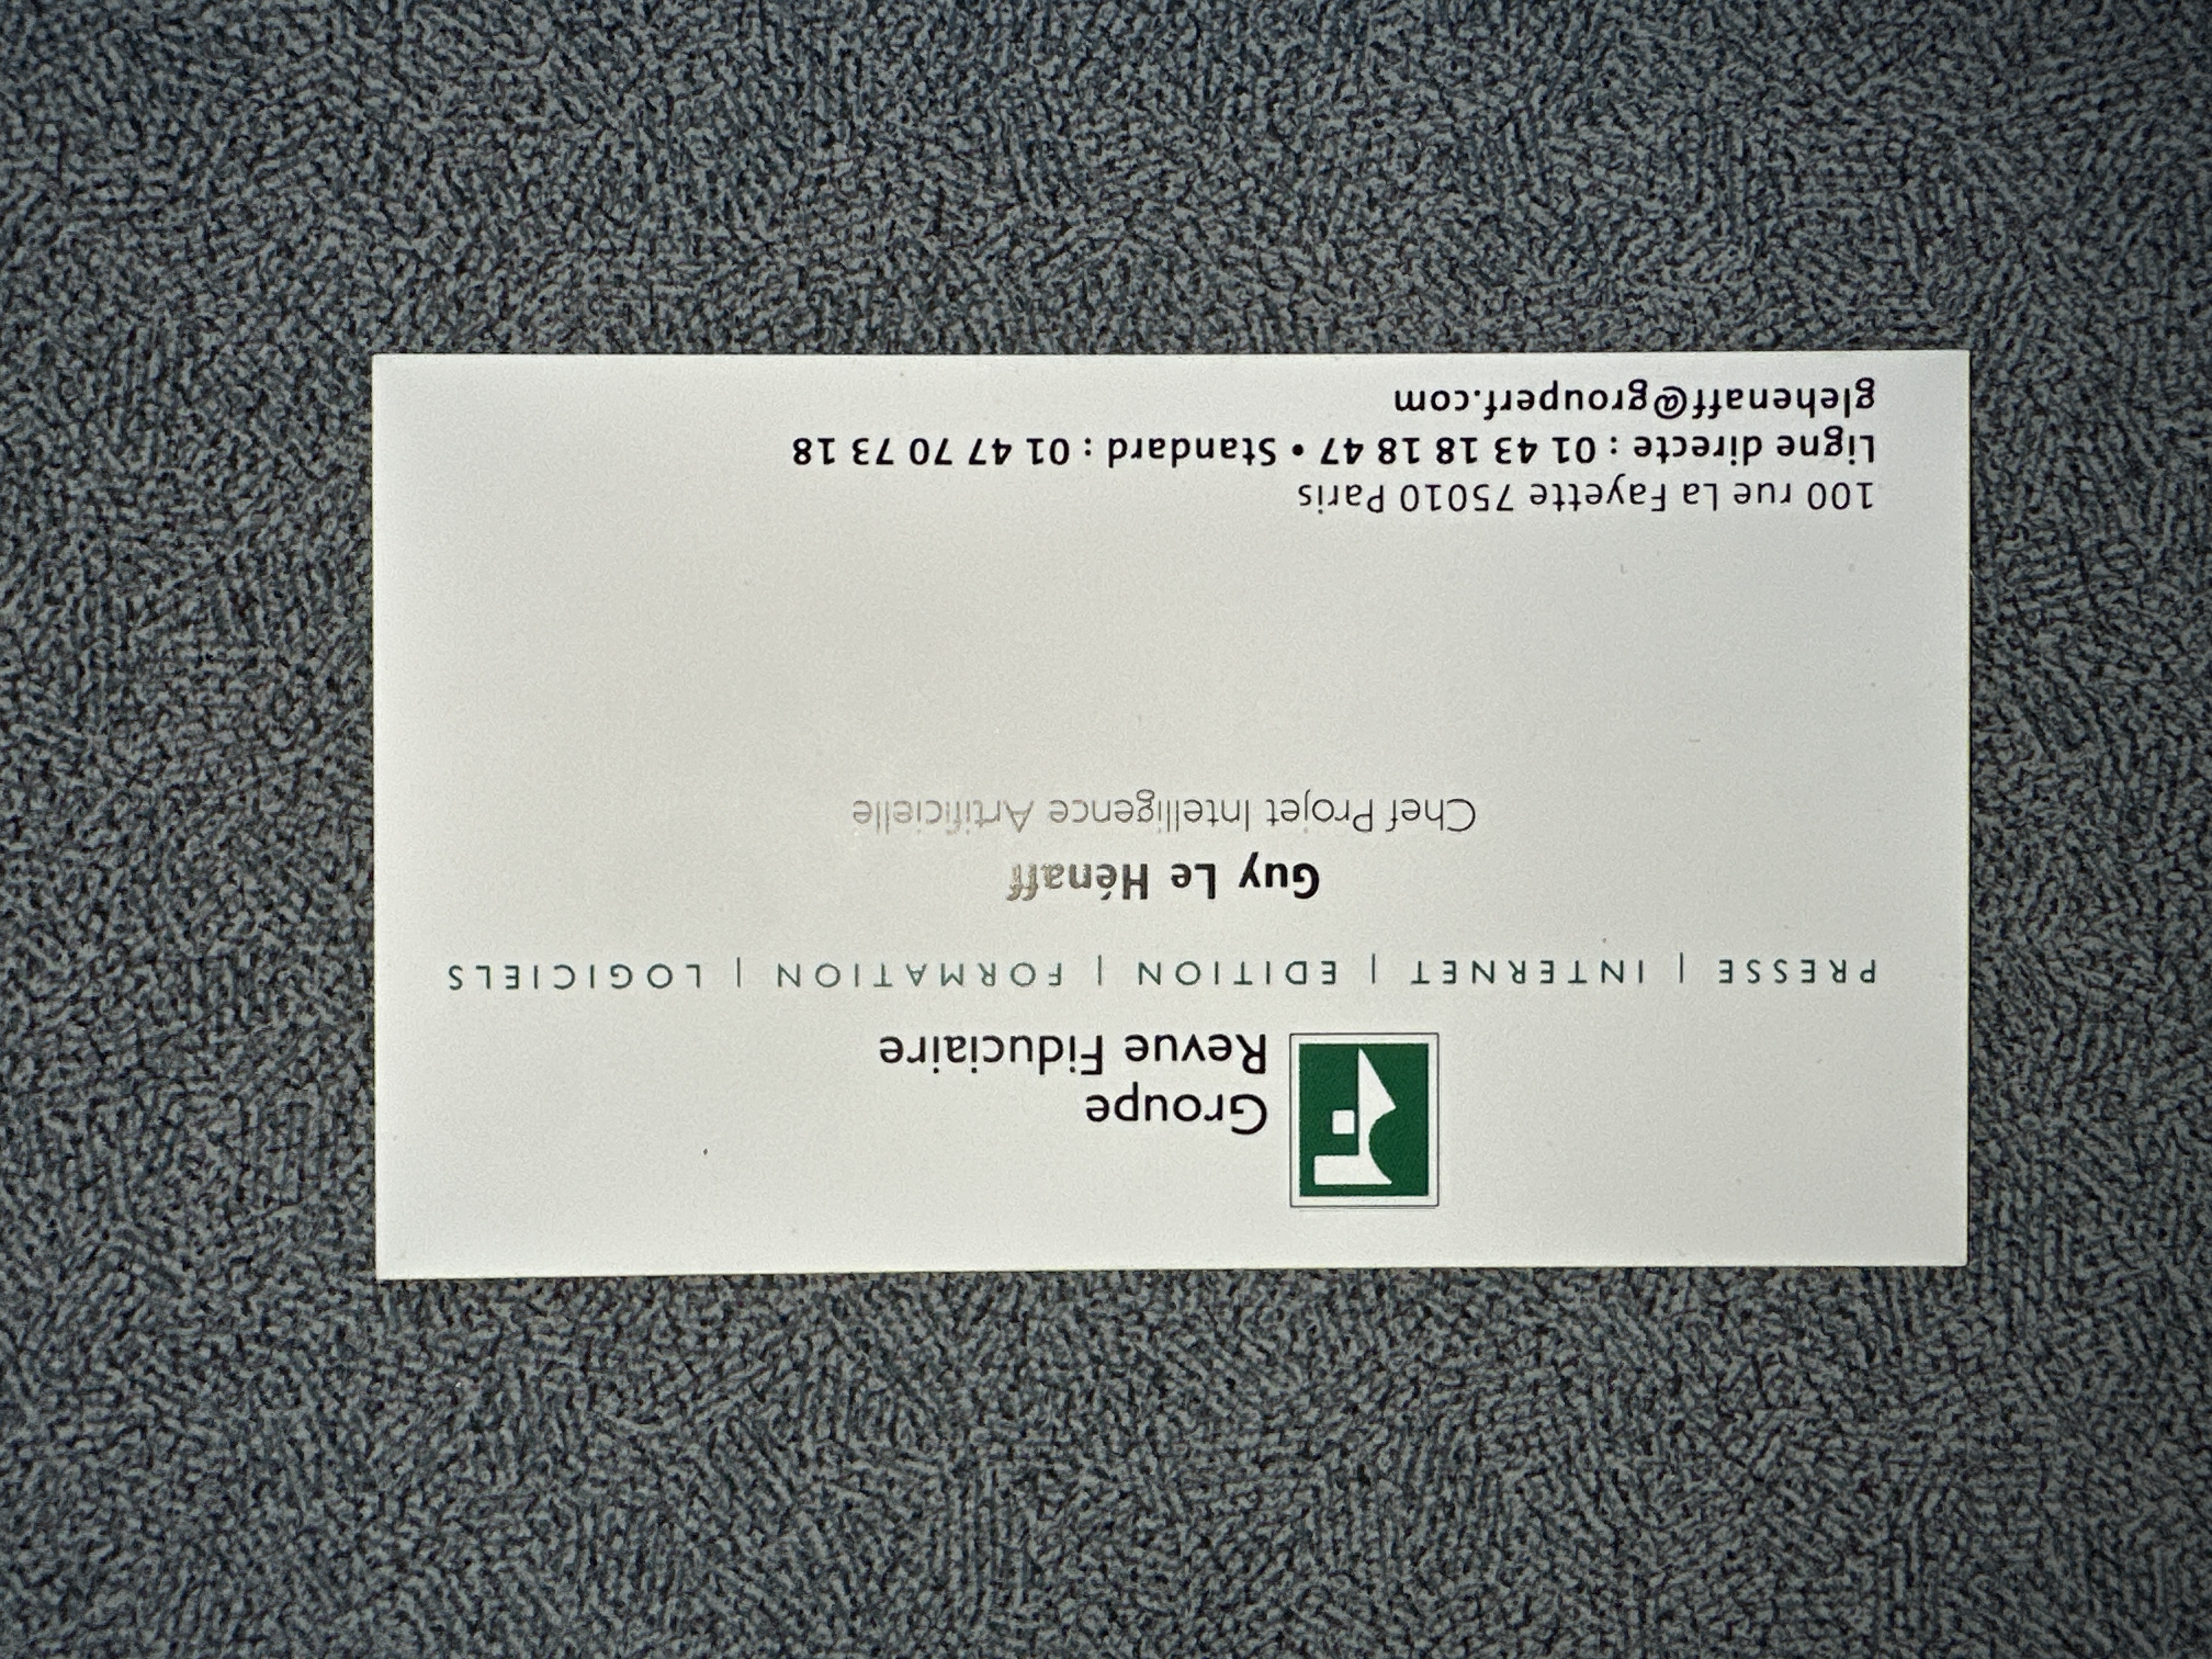 Groupe
Revue Fiduciaire
PRESSE | INTERNET | EDITION | FORMATION | LOGICIELS
Guy Le Hénaff
Chef Projet Intelligence Artificielle
100 rue La Fayette 75010 Paris
Ligne directe : 01 43 18 18 47 • Standard : 01 47 70 73 18
glehenaff@grouperf.com